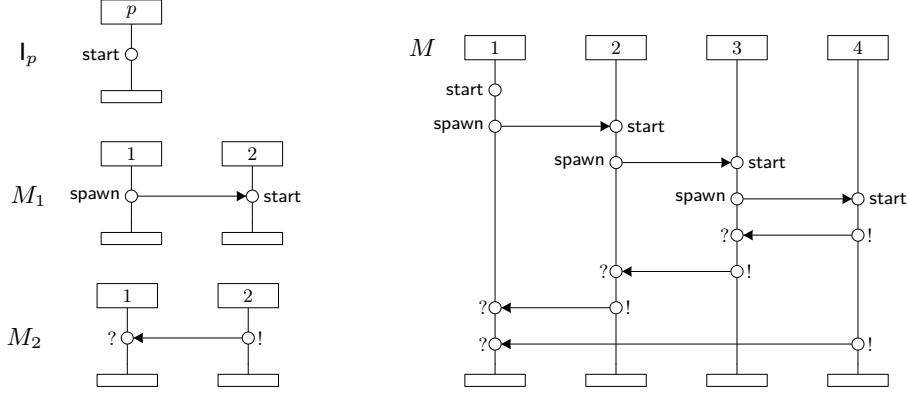 p
I_p
start
1 2
M_1
spawn start
1 2
M_2
? !
M
1 2 3 4
start
spawn start
spawn start
spawn start
? !
? !
? !
? !